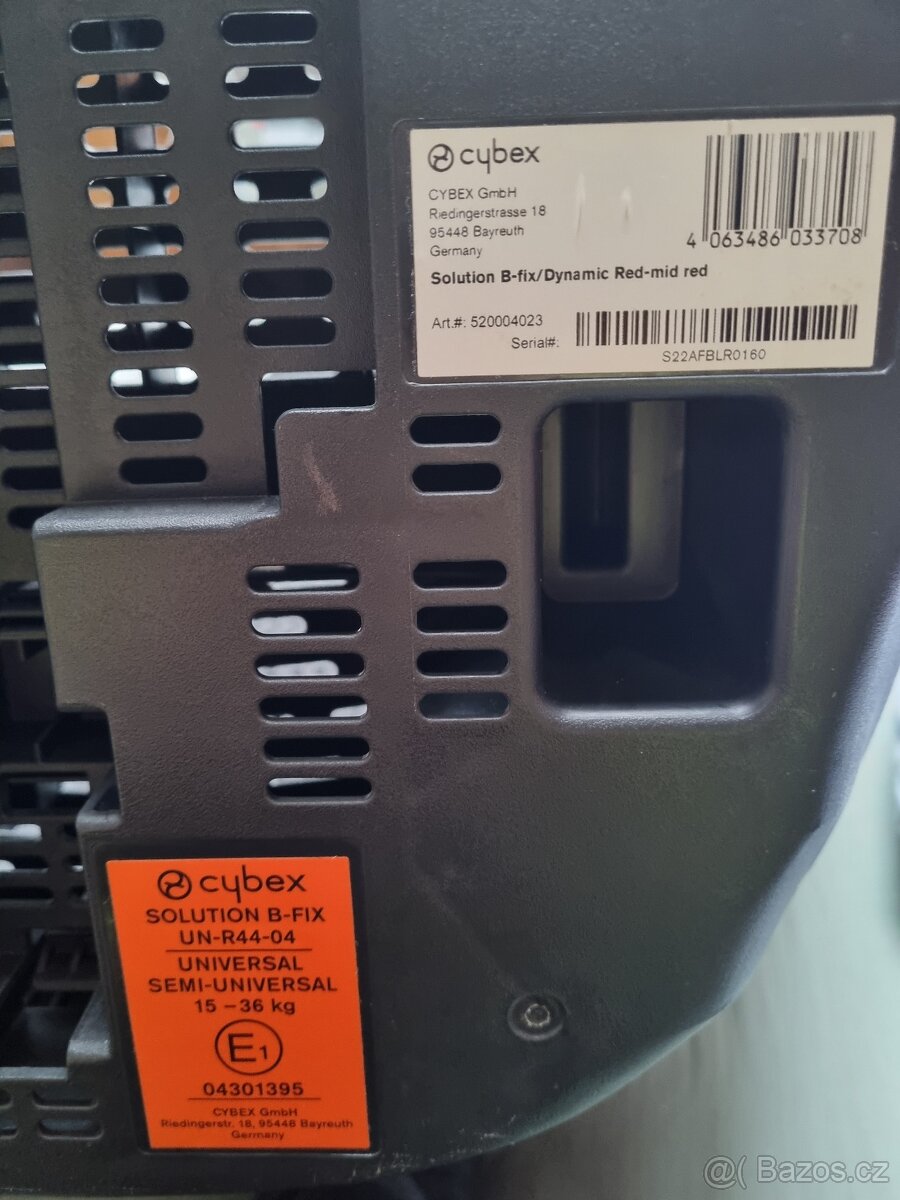 cybex
CYBEX GmbH
Riedingerstrasse 18
95448 Bayreuth
Germany
4 063486 033708
Solution B-fix/Dynamic Red-mid red
Art.#: 520004023
Serial#:
S22AFBLR0160
cybex
SOLUTION B-FIX
UN-R44-04
UNIVERSAL
SEMI-UNIVERSAL
15 – 36 kg
E1
04301395
CYBEX GmbH
Riedingerstr. 18, 95448 Bayreuth
Germany
@( Bazos.cz